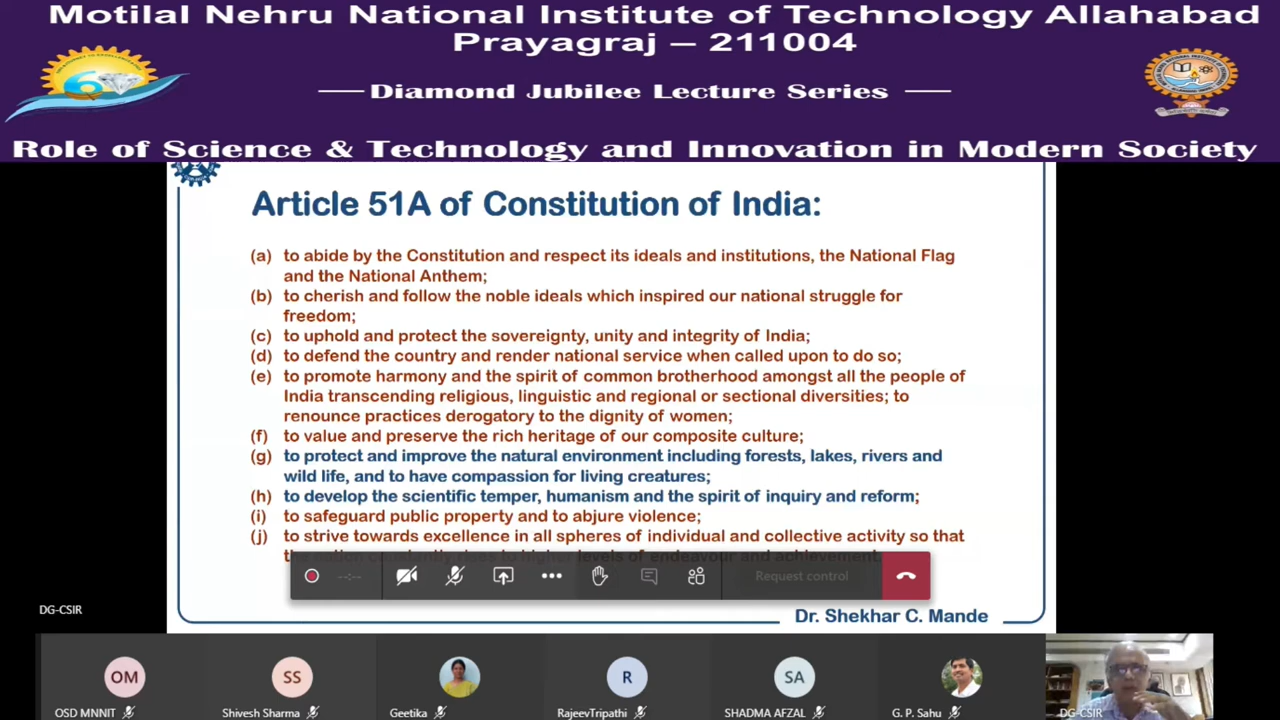 Motilal Nehru National Institute of Technology Allahabad
Prayagraj – 211004
Diamond Jubilee Lecture Series
Role of Science & Technology and Innovation in Modern Society
Article 51A of Constitution of India:
(a) to abide by the Constitution and respect its ideals and institutions, the National Flag
and the National Anthem;
(b) to cherish and follow the noble ideals which inspired our national struggle for
freedom;
(c) to uphold and protect the sovereignty, unity and integrity of India;
(d) to defend the country and render national service when called upon to do so;
(e) to promote harmony and the spirit of common brotherhood amongst all the people of
India transcending religious, linguistic and regional or sectional diversities; to
renounce practices derogatory to the dignity of women;
(f) to value and preserve the rich heritage of our composite culture;
(g) to protect and improve the natural environment including forests, lakes, rivers and
wild life, and to have compassion for living creatures;
(h) to develop the scientific temper, humanism and the spirit of inquiry and reform;
(i) to safeguard public property and to abjure violence;
(j) to strive towards excellence in all spheres of individual and collective activity so that
the nation constantly rises to higher levels of endeavour and achievement
--:--
Request control
DG-CSIR
Dr. Shekhar C. Mande
OM
SS
R
SA
OSD MNNIT
Shivesh Sharma
Geetika
RajeevTripathi
SHADMA AFZAL
G. P. Sahu
DG-CSIR